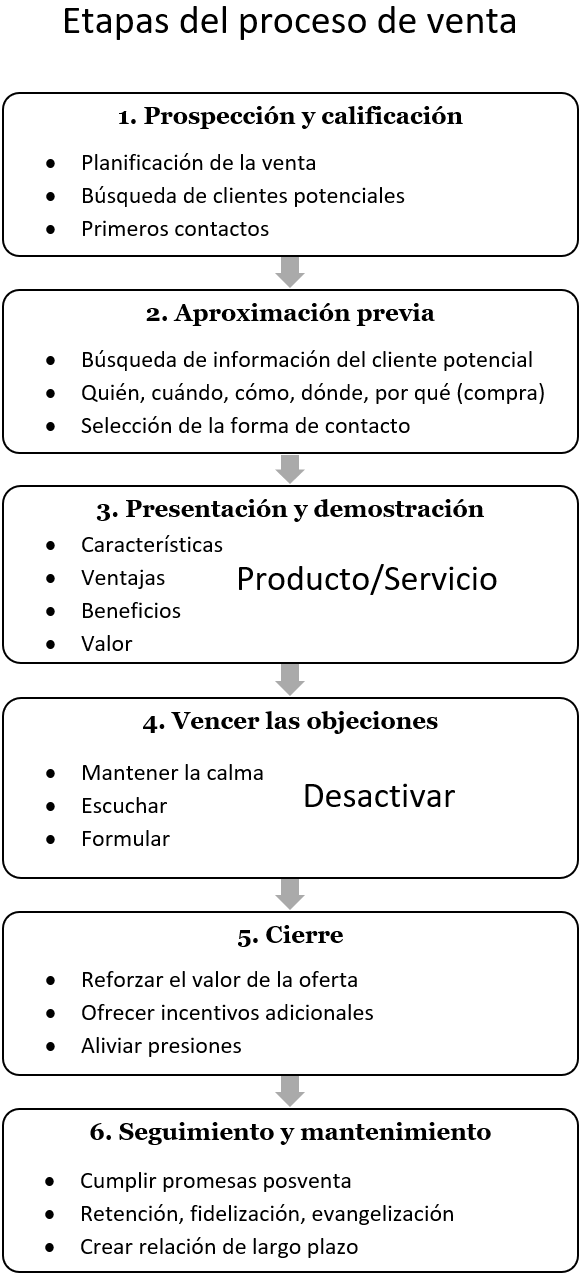 Etapas del proceso de venta
1. Prospección y calificación
• Planificación de la venta
• Búsqueda de clientes potenciales
• Primeros contactos
2. Aproximación previa
• Búsqueda de información del cliente potencial
• Quién, cuándo, cómo, dónde, por qué (compra)
• Selección de la forma de contacto
3. Presentación y demostración
• Características
• Ventajas
• Beneficios
• Valor
Producto/Servicio
4. Vencer las objeciones
• Mantener la calma
• Escuchar
• Formular
Desactivar
5. Cierre
• Reforzar el valor de la oferta
• Ofrecer incentivos adicionales
• Aliviar presiones
6. Seguimiento y mantenimiento
• Cumplir promesas posventa
• Retención, fidelización, evangelización
• Crear relación de largo plazo